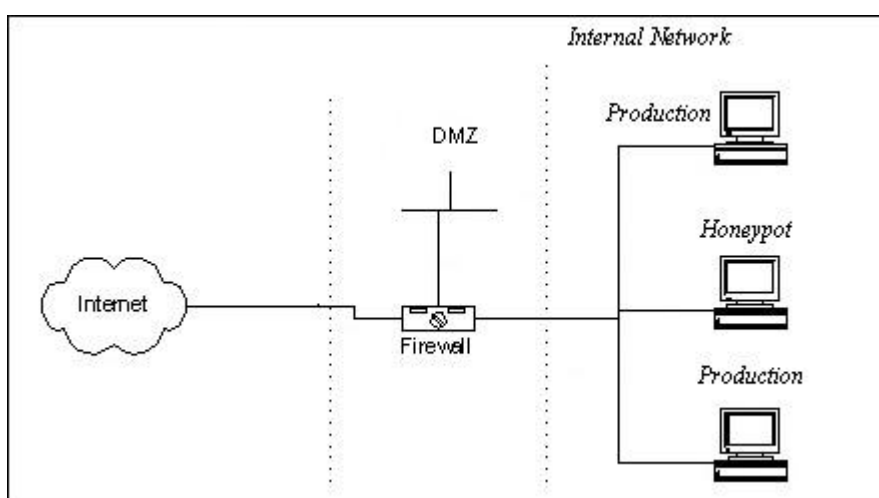 Internal Network
Production
DMZ
Honeypot
Internet
Firewall
Production